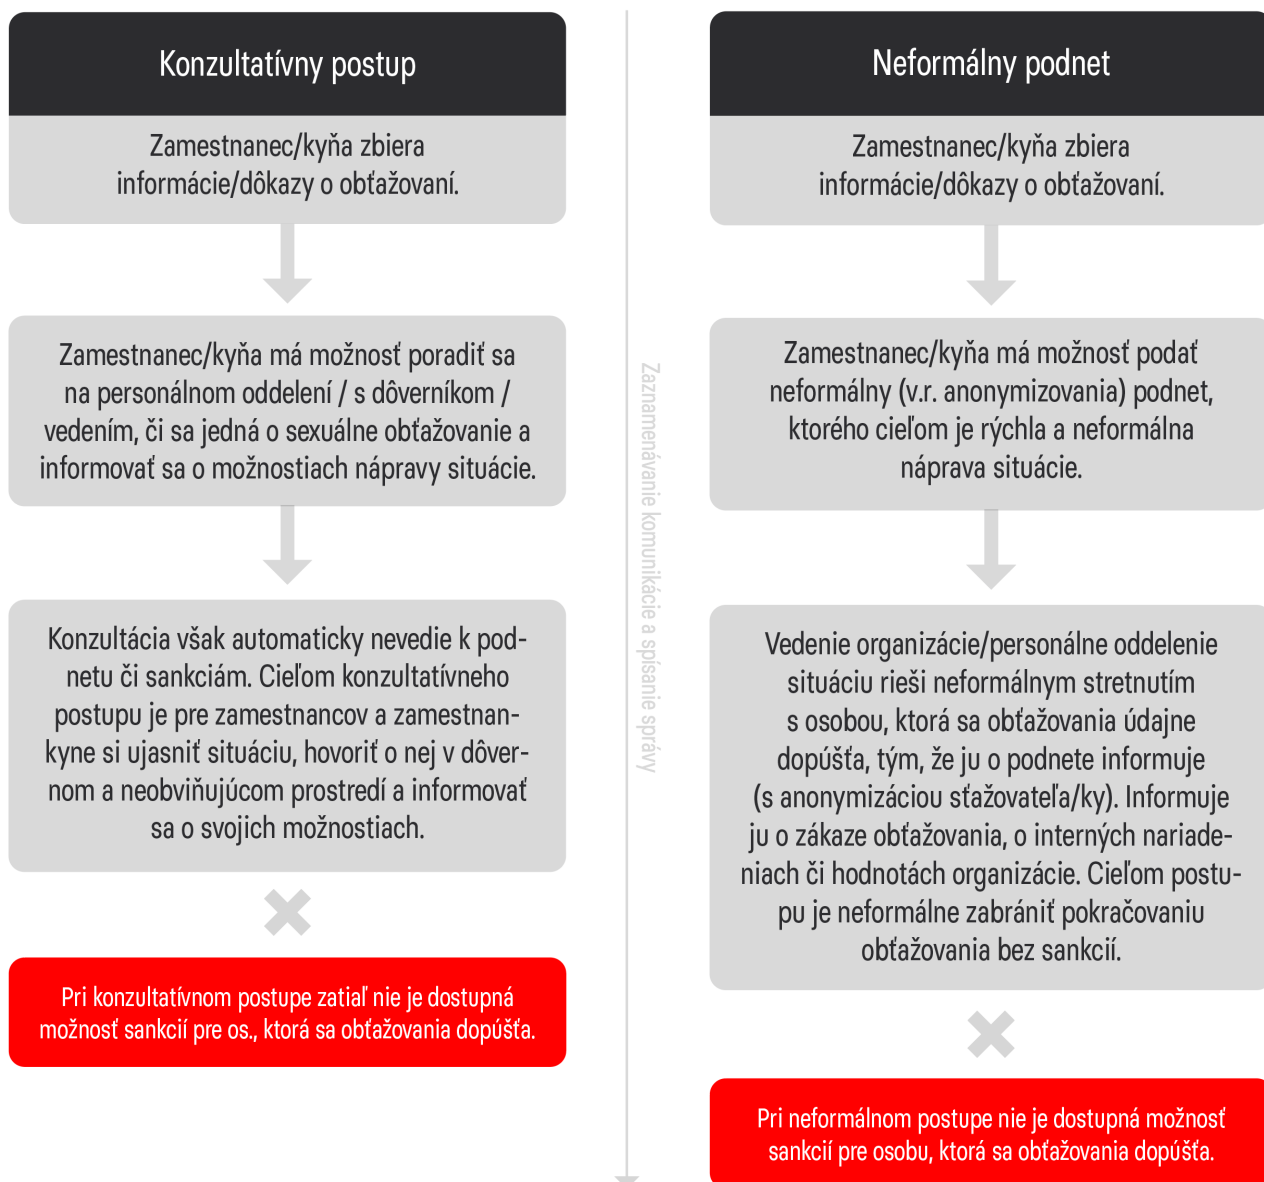 Konzultatívny postup
Zamestnanec/kyňa zbiera
informácie/dôkazy o obťažovaní.
Zamestnanec/kyňa má možnosť poradiť sa
na personálnom oddelení / s dôverníkom /
vedením, či sa jedná o sexuálne obťažovanie a
informovať sa o možnostiach nápravy situácie.
Konzultácia však automaticky nevedie k pod-
netu či sankciám. Cieľom konzultatívneho
postupu je pre zamestnancov a zamestnan-
kyne si ujasniť situáciu, hovoriť o nej v dôver-
nom a neobviňujúcom prostredí a informovať
sa o svojich možnostiach.
Pri konzultatívnom postupe zatiaľ nie je dostupná
možnosť sankcií pre os., ktorá sa obťažovania dopúšťa.
Zaznamenávanie komunikácie a spísanie správy
Neformálny podnet
Zamestnanec/kyňa zbiera
informácie/dôkazy o obťažovaní.
Zamestnanec/kyňa má možnosť podať
neformálny (v.r. anonymizovania) podnet,
ktorého cieľom je rýchla a neformálna
náprava situácie.
Vedenie organizácie/personálne oddelenie
situáciu rieši neformálnym stretnutím
s osobou, ktorá sa obťažovania údajne
dopúšťa, tým, že ju o podnete informuje
(s anonymizáciou sťažovateľa/ky). Informuje
ju o zákaze obťažovania, o interných nariade-
niach či hodnotách organizácie. Cieľom postu-
pu je neformálne zabrániť pokračovaniu
obťažovania bez sankcií.
Pri neformálnom postupe nie je dostupná možnosť
sankcií pre osobu, ktorá sa obťažovania dopúšťa.